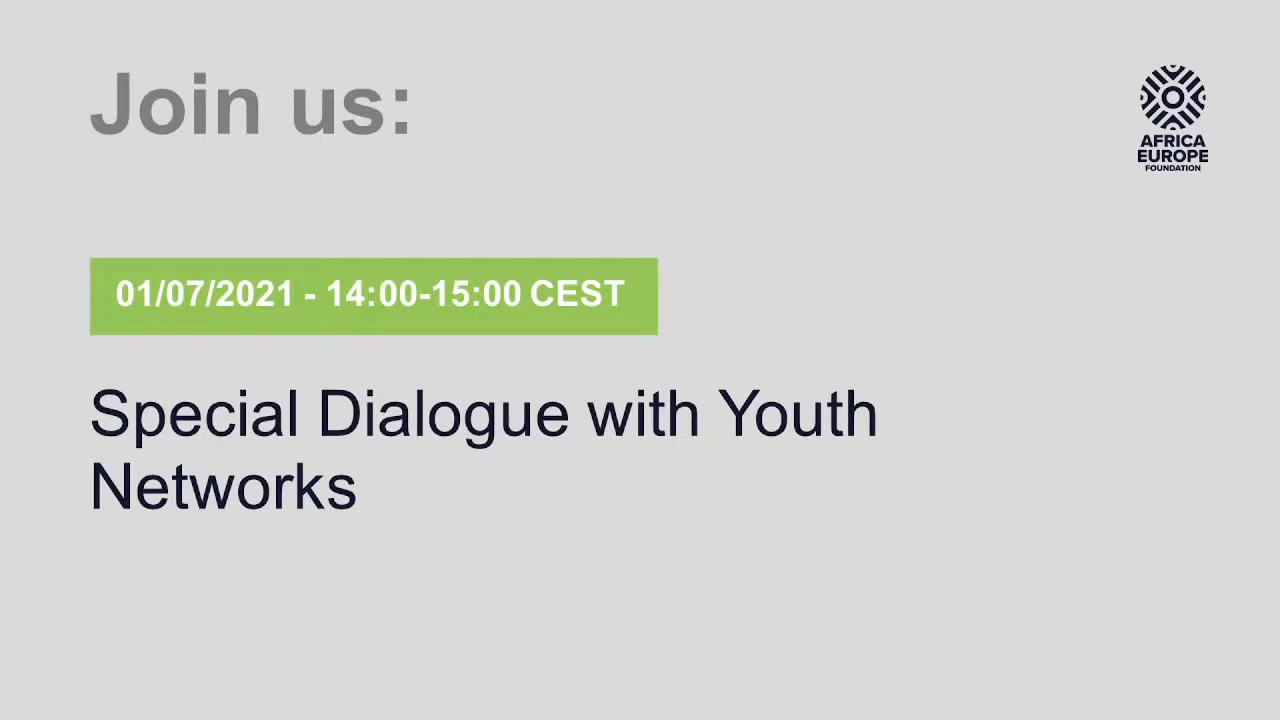 Join us:
AFRICA
EUROPE
FOUNDATION
01/07/2021 - 14:00-15:00 CEST
Special Dialogue with Youth
Networks